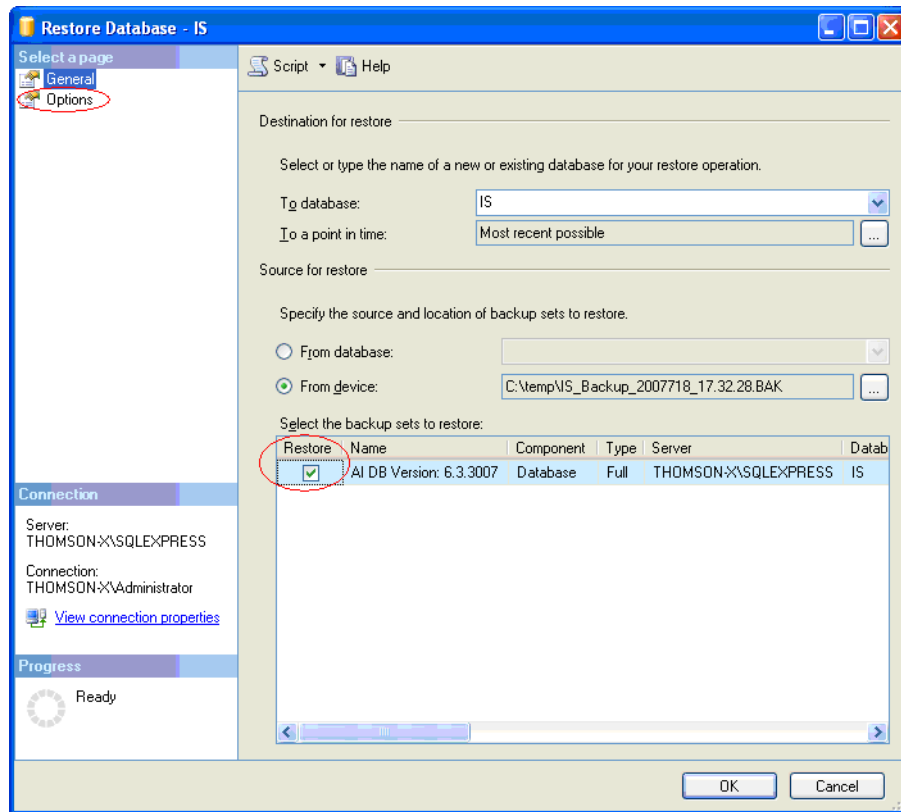 Restore Database - IS
Select a page
General
Options
Script
Help
Destination for restore
Select or type the name of a new or existing database for your restore operation.
To database:
IS
To a point in time:
Most recent possible
...
Source for restore
Specify the source and location of backup sets to restore.
From database:
From device:
C:\temp\IS_Backup_2007718_17.32.28.BAK
...
Select the backup sets to restore:
Restore Name Component Type Server Datab
AI DB Version: 6.3.3007 Database Full THOMSON-X\SQLEXPRESS IS
Connection
Server:
THOMSON-X\SQLEXPRESS
Connection:
THOMSON-X\Administrator
View connection properties
Progress
Ready
OK
Cancel